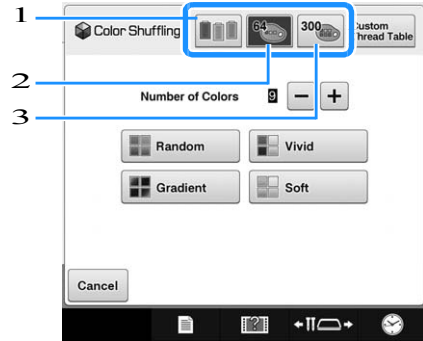 1
Color Shuffling
64
300
Custom
Thread Table
2
Number of Colors 9 − +
3
Random
Vivid
Gradient
Soft
Cancel